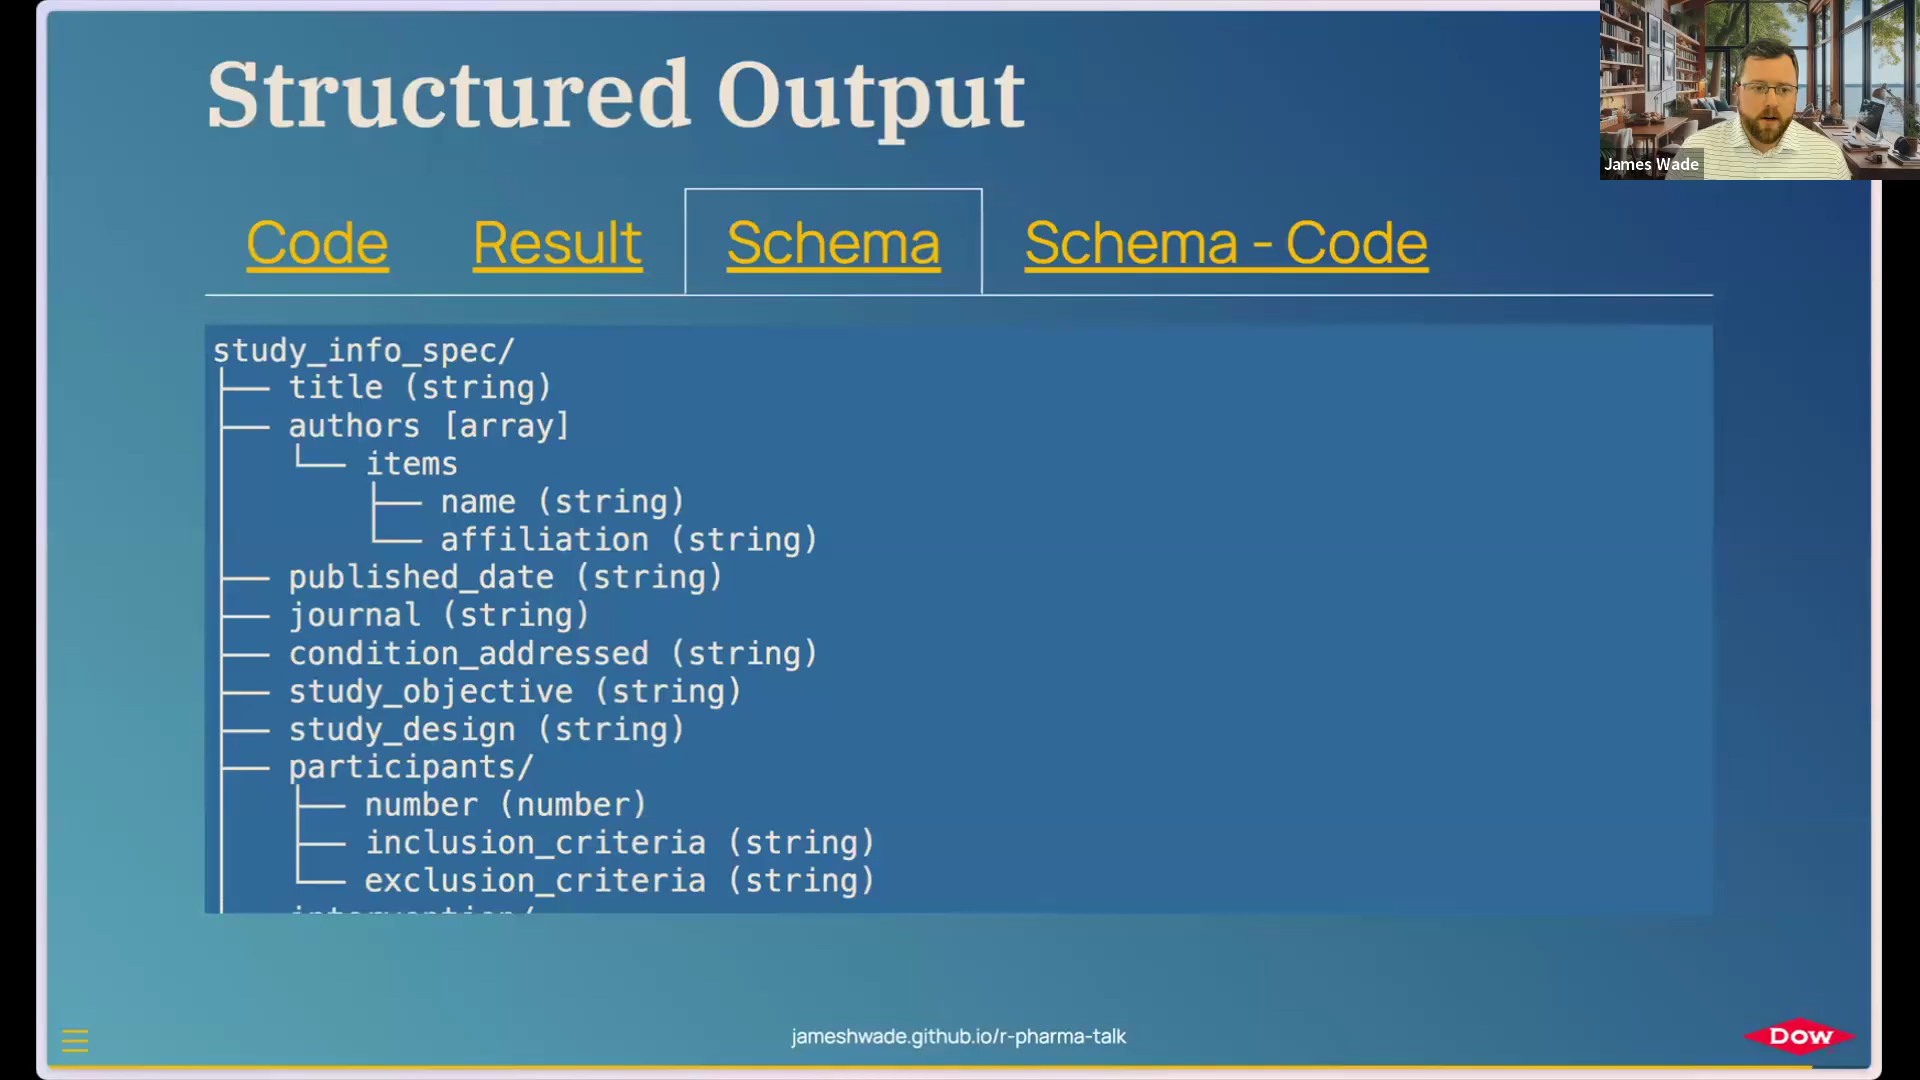 Structured Output
James Wade
Code Result Schema Schema - Code
study_info_spec/
├── title (string)
├── authors [array]
│   └── items
│       ├── name (string)
│       └── affiliation (string)
├── published_date (string)
├── journal (string)
├── condition_addressed (string)
├── study_objective (string)
├── study_design (string)
├── participants/
│   ├── number (number)
│   ├── inclusion_criteria (string)
│   └── exclusion_criteria (string)
jameshwade.github.io/r-pharma-talk
Dow